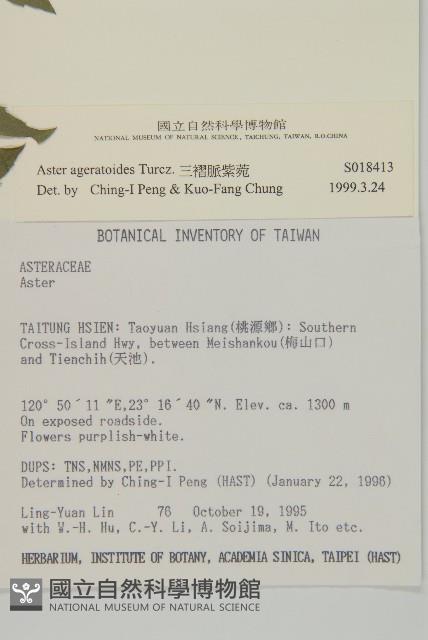 國立自然科學博物館
NATIONAL MUSEUM OF NATURAL SCIENCE, TAICHUNG, TAIWAN, R.O.CHINA
Aster ageratoides Turcz. 三褶脈紫菀 S018413
Det. by Ching-I Peng & Kuo-Fang Chung 1999.3.24
BOTANICAL INVENTORY OF TAIWAN
ASTERACEAE
Aster
TAITUNG HSIEN: Taoyuan Hsiang(桃源鄉): Southern
Cross-Island Hwy, between Meishankou(梅山口)
and Tienchih(天池).
120° 50´11 "E,23° 16´40 "N. Elev. ca. 1300 m
On exposed roadside.
Flowers purplish-white.
DUPS: TNS,NMNS,PE,PPI.
Determined by Ching-I Peng (HAST) (January 22, 1996)
Ling-Yuan Lin 76 October 19, 1995
with W.-H. Hu, C.-Y. Li, A. Soijima, M. Ito etc.
HERBARIUM, INSTITUTE OF BOTANY, ACADEMIA SINICA, TAIPEI (HAST)
國立自然科學博物館
NATIONAL MUSEUM OF NATURAL SCIENCE